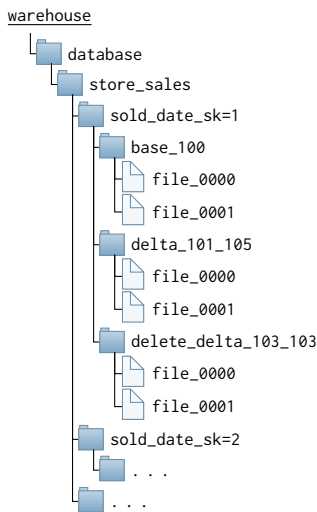 warehouse
database
store_sales
sold_date_sk=1
base_100
file_0000
file_0001
delta_101_105
file_0000
file_0001
delete_delta_103_103
file_0000
file_0001
sold_date_sk=2
. . .
. . .